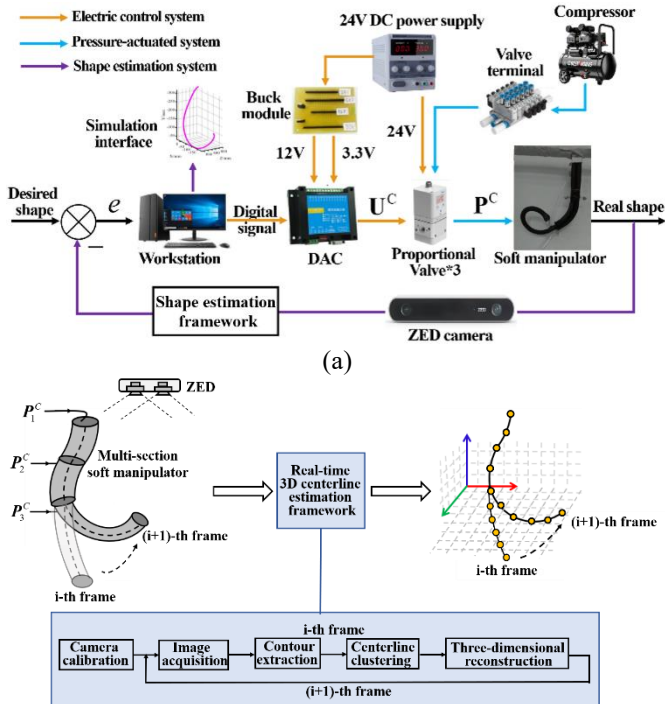 Electric control system
Pressure-actuated system
Shape estimation system
24V DC power supply
Compressor
Valve terminal
Buck module
Simulation interface
12V
3.3V
24V
Desired shape
e
Workstation
Digital signal
DAC
U^C
Proportional Valve*3
P^C
Soft manipulator
Real shape
Shape estimation framework
ZED camera
(a)
ZED
P_1^C
P_2^C
P_3^C
Multi-section soft manipulator
(i+1)-th frame
i-th frame
Real-time 3D centerline estimation framework
(i+1)-th frame
i-th frame
i-th frame
Camera calibration
Image acquisition
Contour extraction
Centerline clustering
Three-dimensional reconstruction
(i+1)-th frame